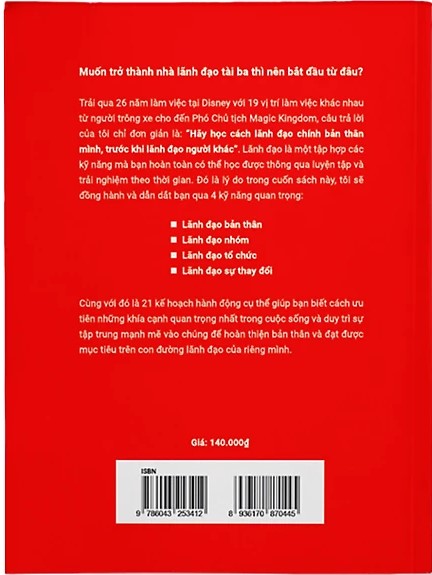 Muốn trở thành nhà lãnh đạo tài ba thì nên bắt đầu từ đâu?
Trải qua 26 năm làm việc tại Disney với 19 vị trí làm việc khác nhau
từ người trông xe cho đến Phó Chủ tịch Magic Kingdom, câu trả lời
của tôi chỉ đơn giản là: “Hãy học cách lãnh đạo chính bản thân
mình, trước khi lãnh đạo người khác”. Lãnh đạo là một tập hợp các
kỹ năng mà bạn hoàn toàn có thể học được thông qua luyện tập và
trải nghiệm theo thời gian. Đó là lý do trong cuốn sách này, tôi sẽ
đồng hành và dẫn dắt bạn qua 4 kỹ năng quan trọng:
■ Lãnh đạo bản thân
■ Lãnh đạo nhóm
■ Lãnh đạo tổ chức
■ Lãnh đạo sự thay đổi
Cùng với đó là 21 kế hoạch hành động cụ thể giúp bạn biết cách ưu
tiên những khía cạnh quan trọng nhất trong cuộc sống và duy trì sự
tập trung mạnh mẽ vào chúng để hoàn thiện bản thân và đạt được
mục tiêu trên con đường lãnh đạo của riêng mình.
Giá: 140.000₫
ISBN
9 786043 253412
8 936170 870445